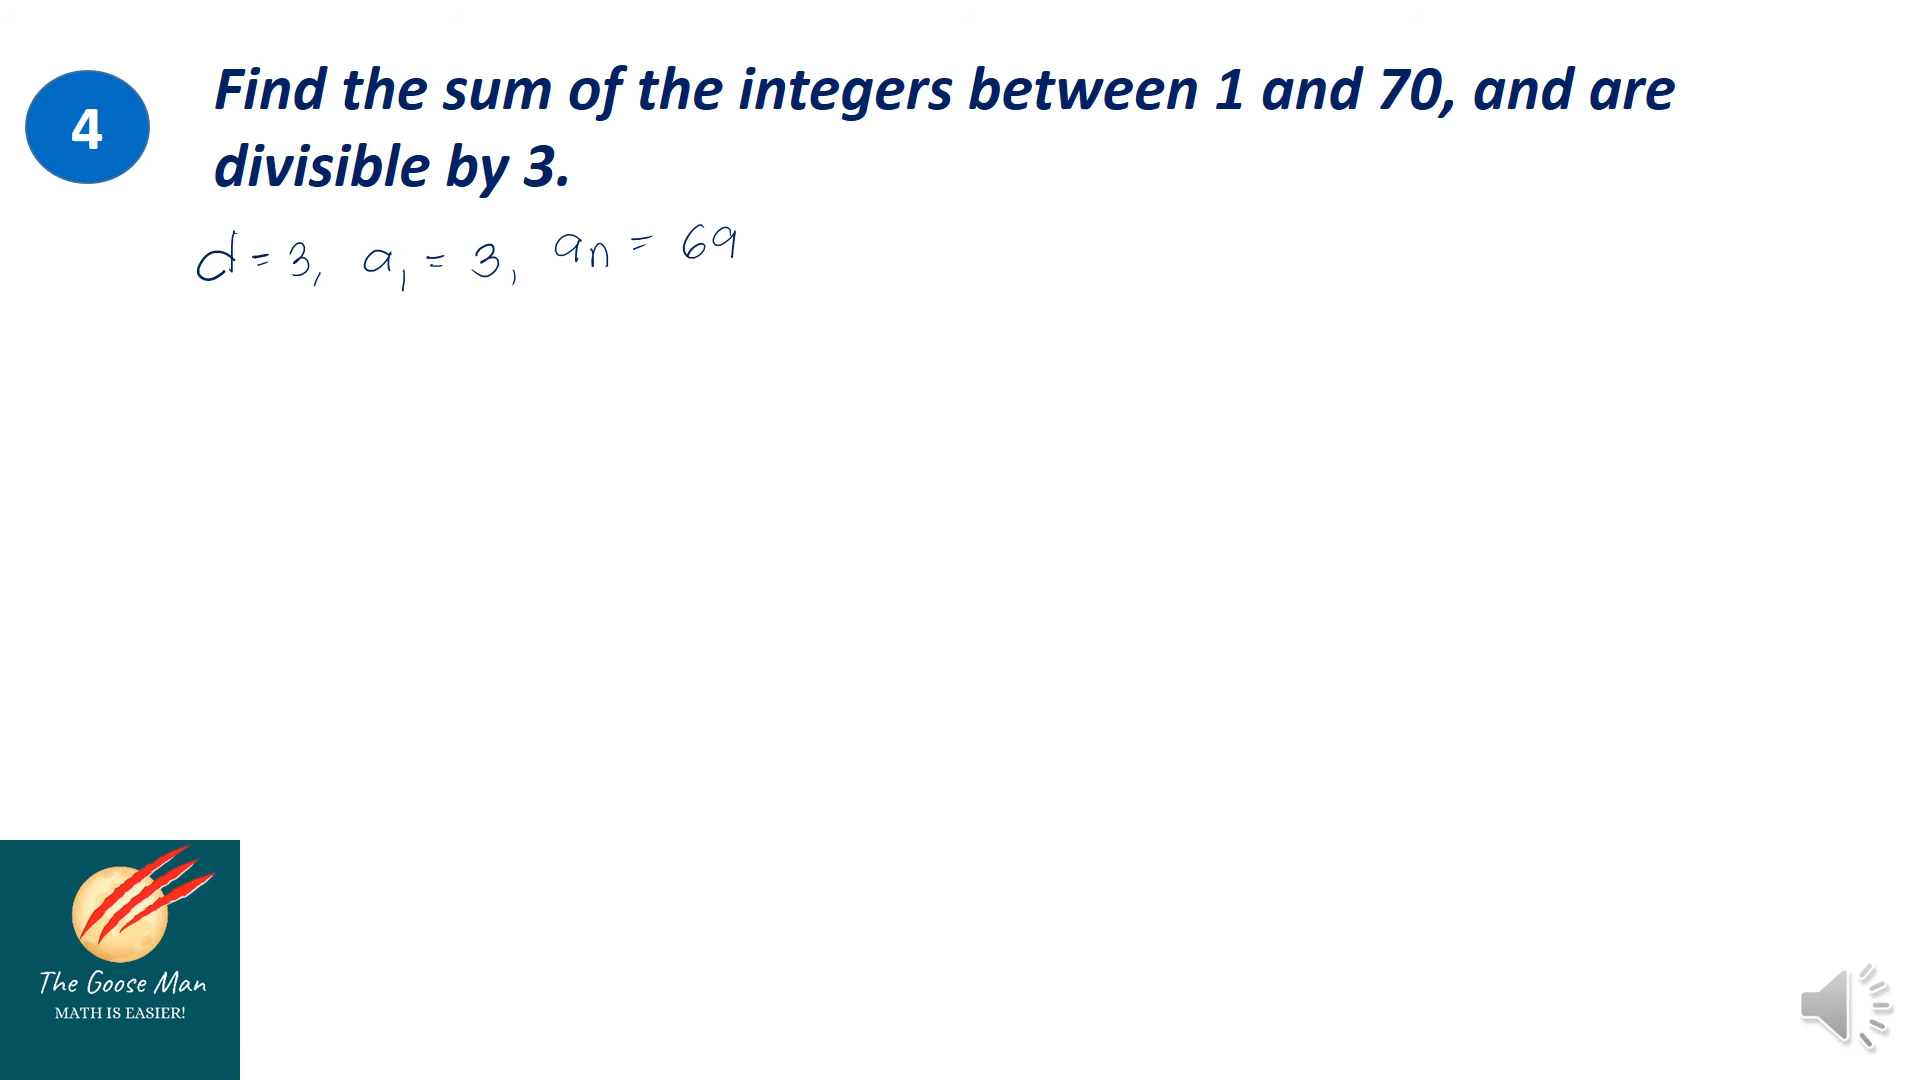 4
Find the sum of the integers between 1 and 70, and are
divisible by 3.
d = 3, a₁ = 3, an = 69
The Goose Man
MATH IS EASIER!